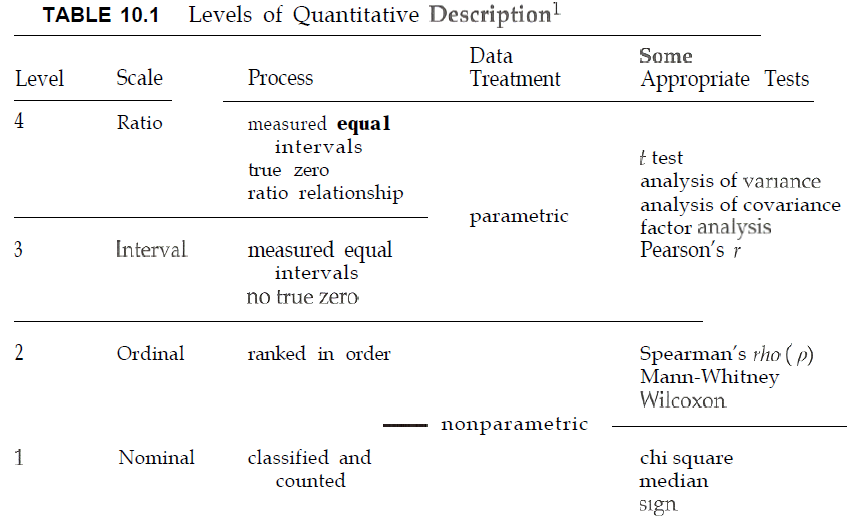 TABLE 10.1 Levels of Quantitative Description1
Data Some
Level Scale Process Treatment Appropriate Tests
4 Ratio measured equal
intervals
true zero
ratio relationship
t test
analysis of variance
analysis of covariance
factor analysis
parametric
3 Interval measured equal
intervals
no true zero
Pearson's r
2 Ordinal ranked in order Spearman's rho (ρ)
Mann-Whitney
Wilcoxon
nonparametric
1 Nominal classified and
counted
chi square
median
sign